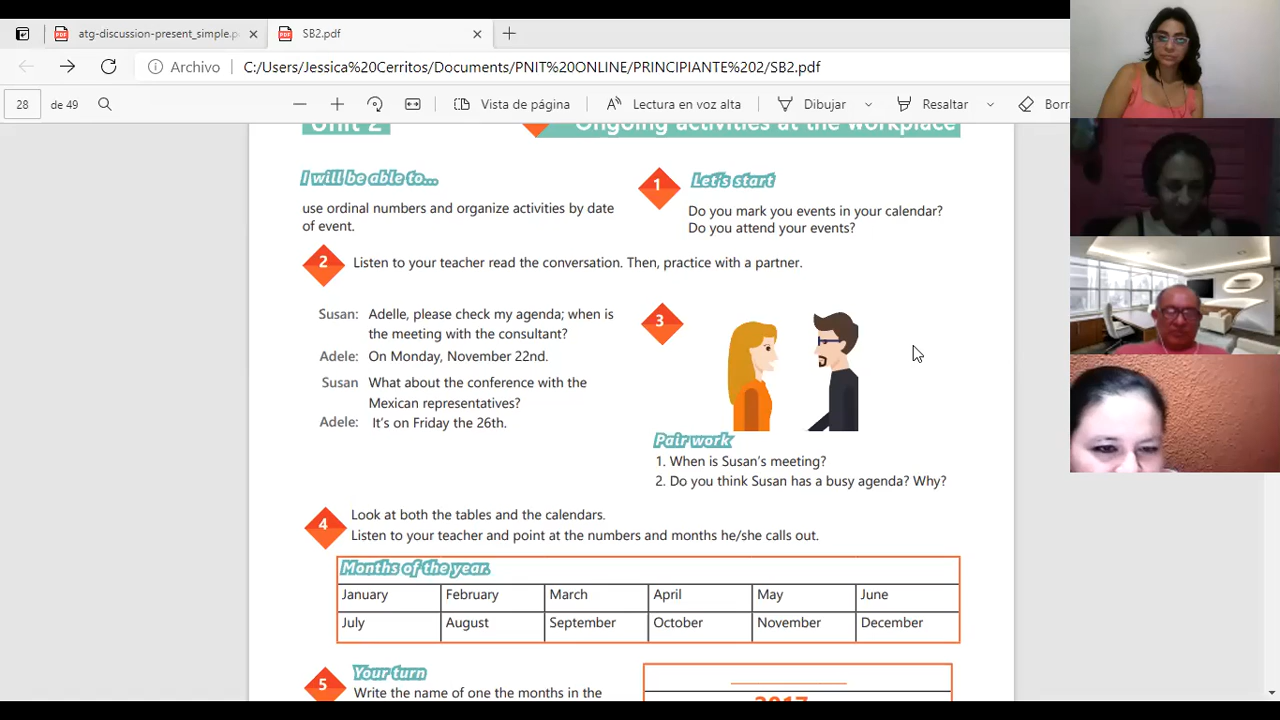 atg-discussion-present_simple.p
SB2.pdf
Archivo
C:/Users/Jessica%20Cerritos/Documents/PNIT%20ONLINE/PRINCIPIANTE%202/SB2.pdf
28
de 49
Vista de página
Lectura en voz alta
Dibujar
Resaltar
Borr
Unit 2
Ongoing activities at the workplace
I will be able to...
use ordinal numbers and organize activities by date
of event.
1
Let's start
Do you mark you events in your calendar?
Do you attend your events?
2
Listen to your teacher read the conversation. Then, practice with a partner.
Susan: Adelle, please check my agenda; when is
the meeting with the consultant?
Adele: On Monday, November 22nd.
Susan What about the conference with the
Mexican representatives?
Adele: It's on Friday the 26th.
3
Pair work
1. When is Susan's meeting?
2. Do you think Susan has a busy agenda? Why?
4
Look at both the tables and the calendars.
Listen to your teacher and point at the numbers and months he/she calls out.
Months of the year.
January February March April May June
July August September October November December
5
Your turn
Write the name of one the months in the
2017